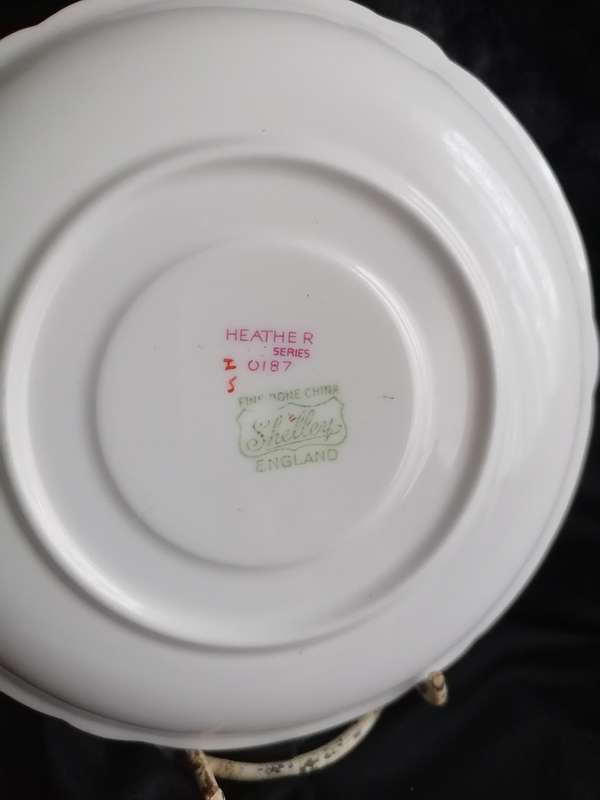 HEATHER
SERIES
I 0187
S
FINE BONE CHINA
Shelley
ENGLAND